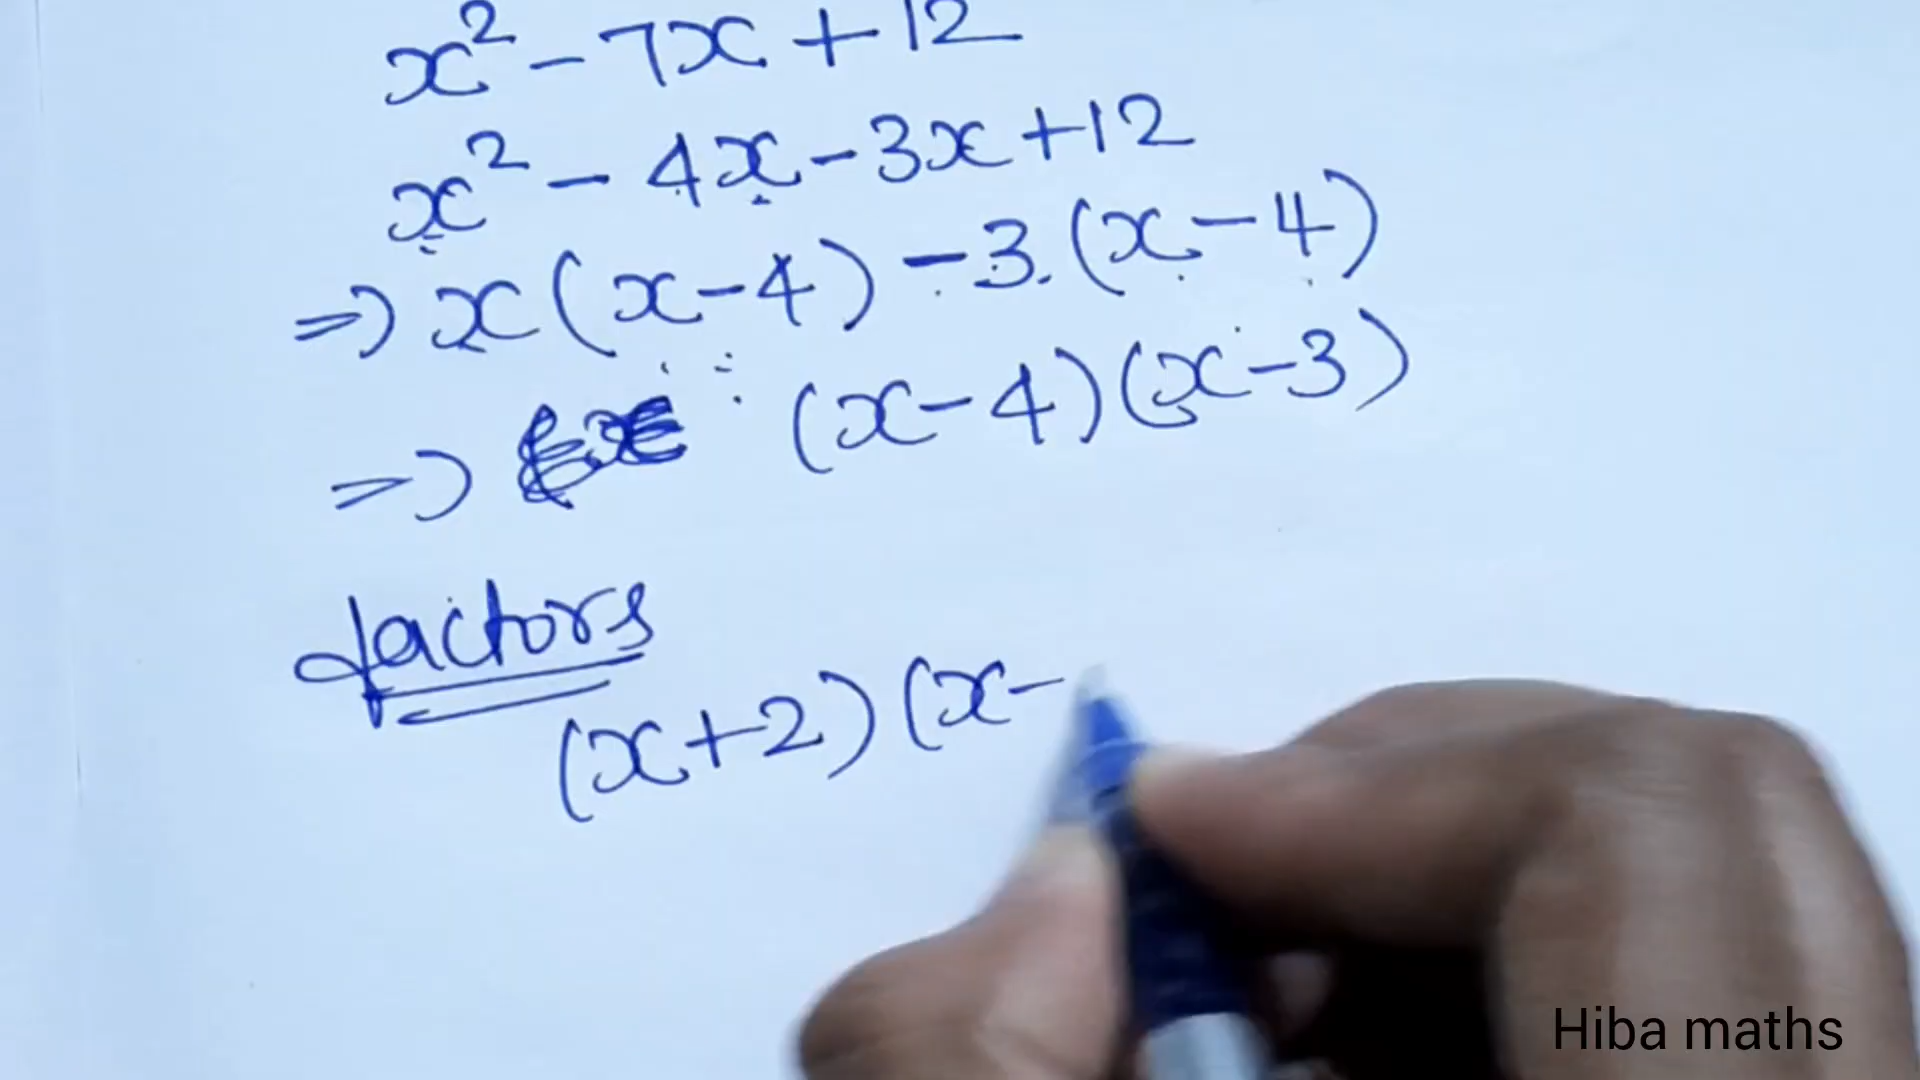 x² - 7x + 12
x² - 4x - 3x + 12
⇒ x(x - 4) - 3.(x - 4)
⇒ (x - 4)(x - 3)
factors
(x + 2)(x -
Hiba maths